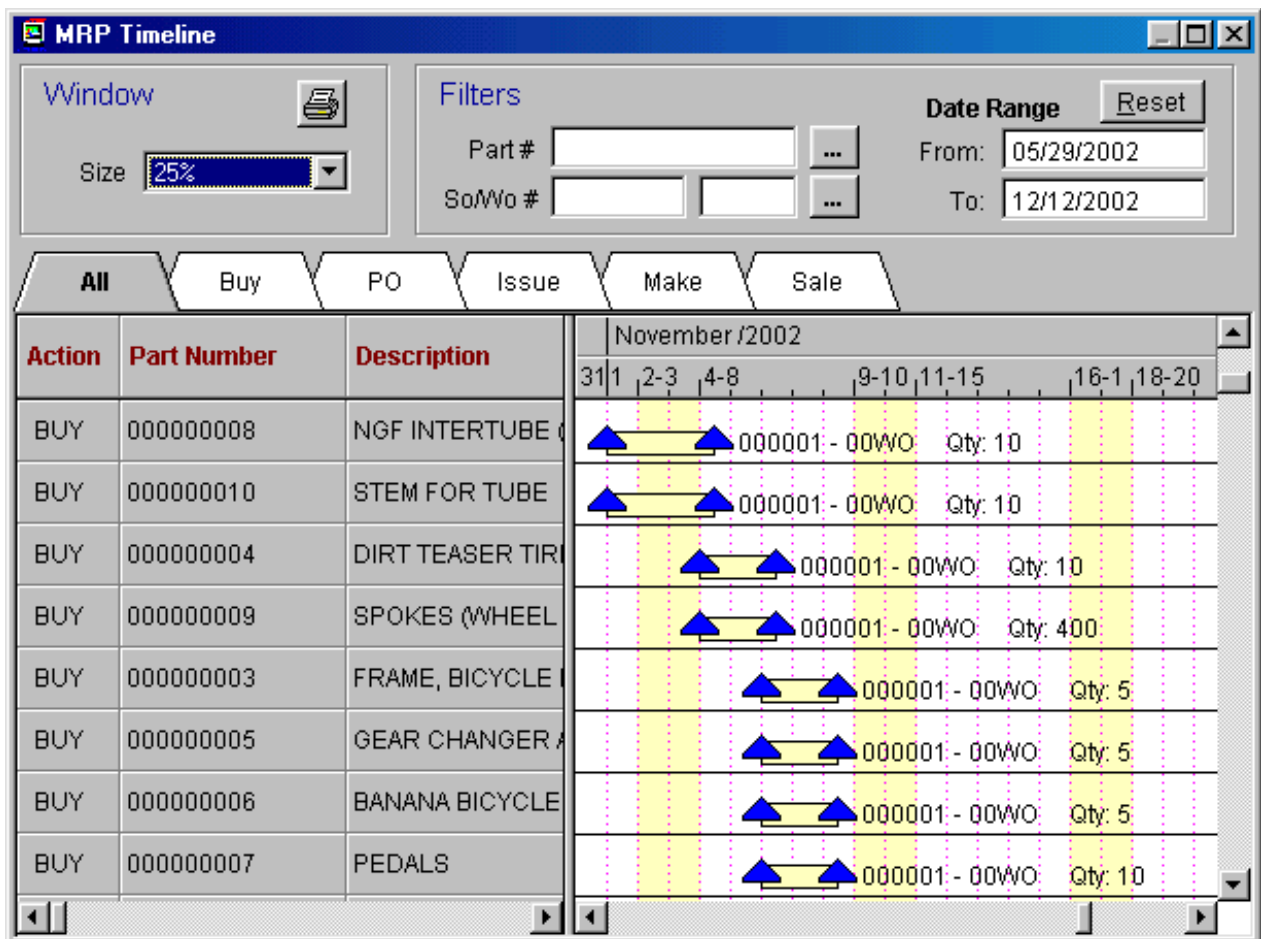 MRP Timeline
Window
Size 25%
Filters
Part #
...
So/Wo #
...
Date Range
Reset
From: 05/29/2002
To: 12/12/2002
All Buy PO Issue Make Sale
Action Part Number Description
November /2002
31 1 2-3 4-8 9-10 11-15 16-1 18-20
BUY 000000008 NGF INTERTUBE ( 000001 - 00WO Qty: 10
BUY 000000010 STEM FOR TUBE 000001 - 00WO Qty: 10
BUY 000000004 DIRT TEASER TIRI 000001 - 00WO Qty: 10
BUY 000000009 SPOKES (WHEEL 000001 - 00WO Qty: 400
BUY 000000003 FRAME, BICYCLE 000001 - 00WO Qty: 5
BUY 000000005 GEAR CHANGER 000001 - 00WO Qty: 5
BUY 000000006 BANANA BICYCLE 000001 - 00WO Qty: 5
BUY 000000007 PEDALS 000001 - 00WO Qty: 10